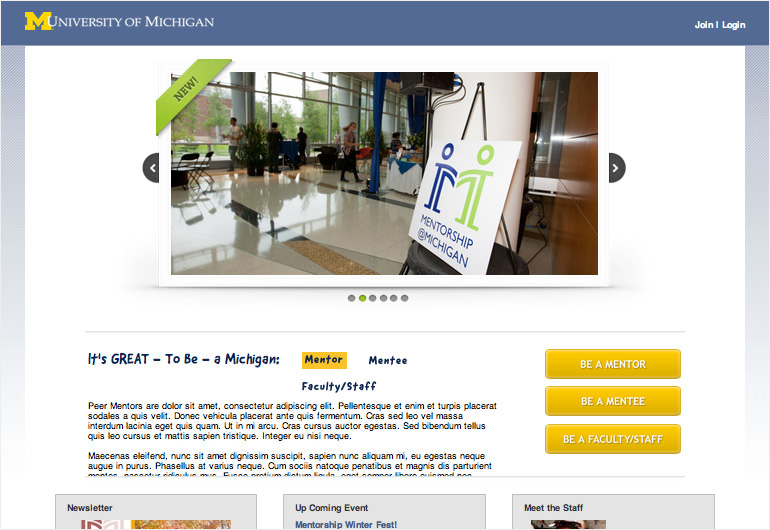 M UNIVERSITY OF MICHIGAN
Join | Login
NEW!
MENTORSHIP
@MICHIGAN
It's GREAT – To Be – a Michigan:
Mentor
Mentee
Faculty/Staff
BE A MENTOR
BE A MENTEE
BE A FACULTY/STAFF
Peer Mentors are dolor sit amet, consectetur adipiscing elit. Pellentesque et enim et turpis placerat
sodales a quis velit. Donec vehicula placerat ante quis fermentum. Cras sed leo vel massa
interdum lacinia eget quis quam. Ut in mi arcu. Cras cursus auctor egestas. Sed bibendum tellus
quis leo cursus et mattis sapien tristique. Integer eu nisi neque.
Maecenas eleifend, nunc sit amet dignissim suscipit, sapien nunc aliquam mi, eu egestas neque
augue in purus. Phasellus at varius neque. Cum sociis natoque penatibus et magnis dis parturient
Newsletter
Up Coming Event
Mentorship Winter Fest!
Meet the Staff